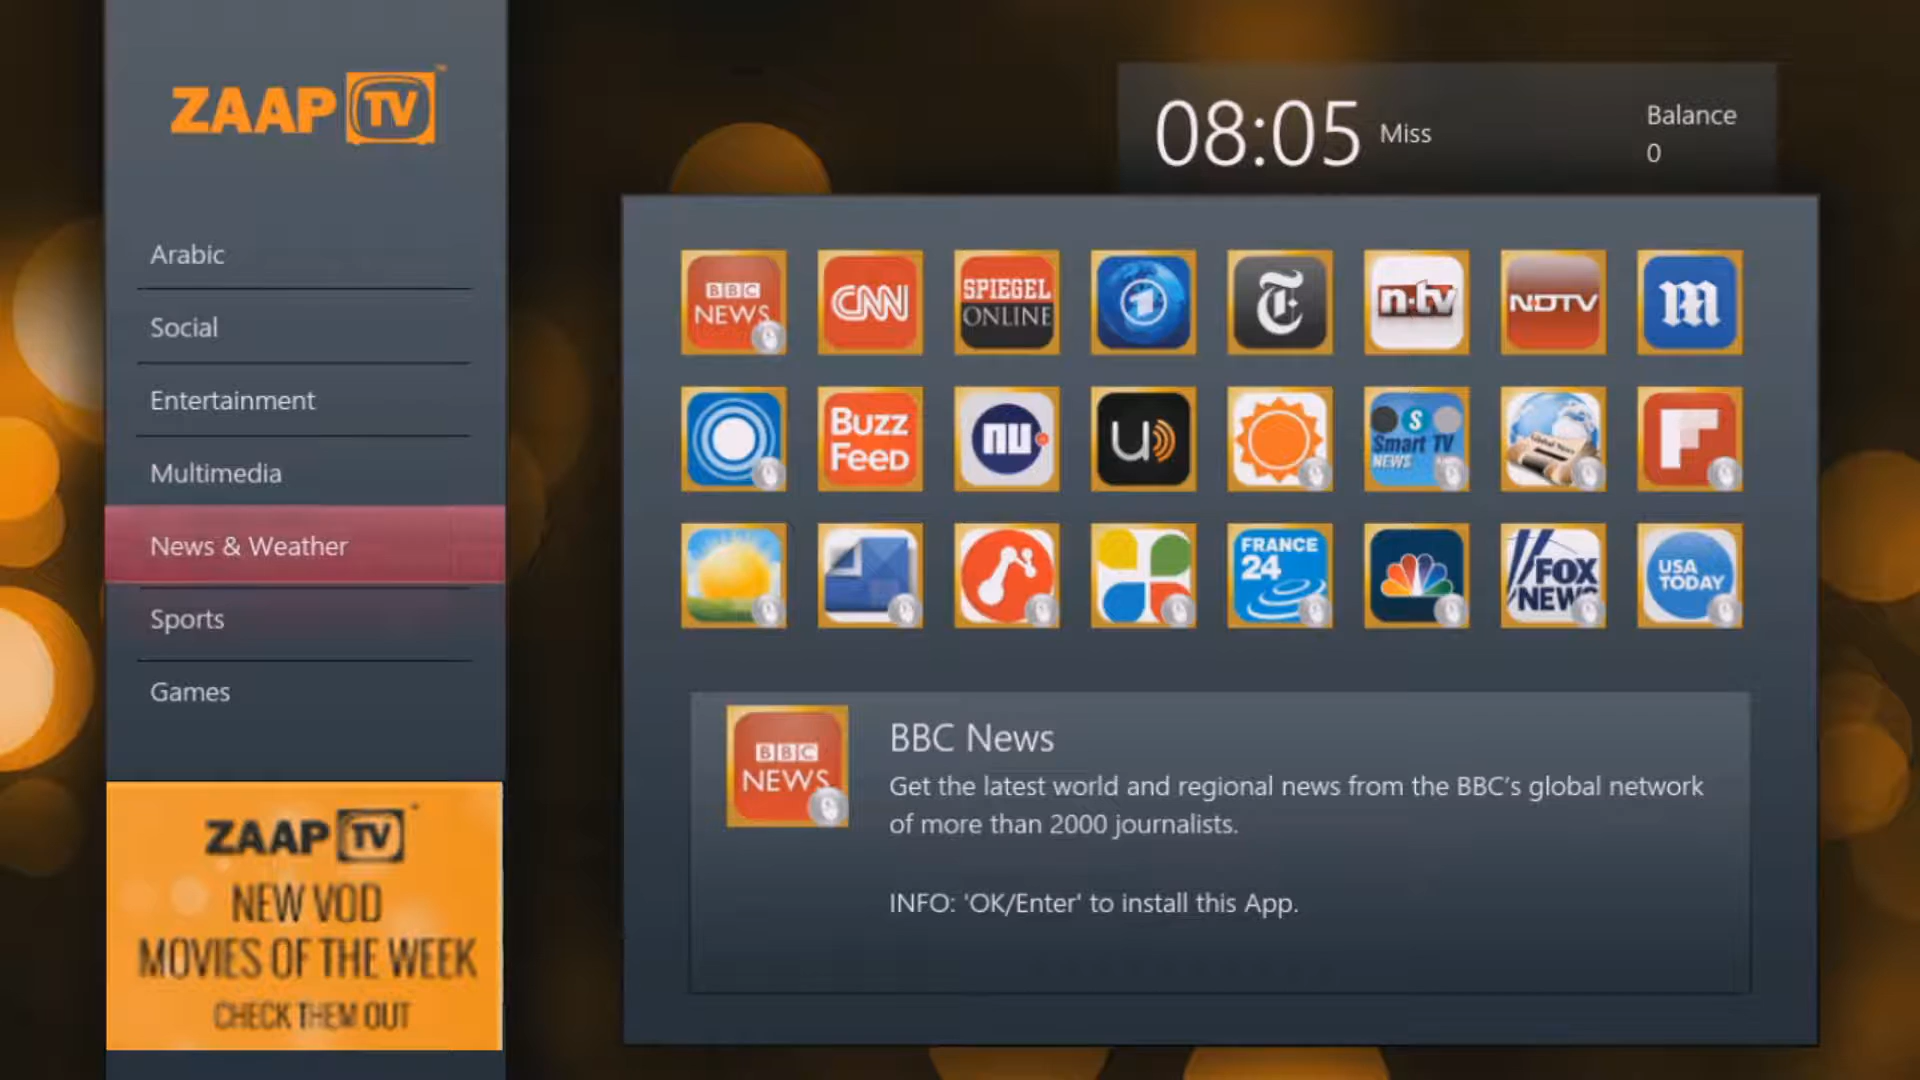 ZAAP TV
08:05 Miss
Balance
0
Arabic
Social
Entertainment
Multimedia
News & Weather
Sports
Games
BBC
NEWS
CNN
SPIEGEL
ONLINE
1
T
n-tv
NDTV
m
Buzz
FeeD
nu
U
S
Smart TV
NEWS
F
FRANCE
24
FOX
NEWS
USA
TODAY
BBC
NEWS
BBC News
Get the latest world and regional news from the BBC's global network
of more than 2000 journalists.
INFO: 'OK/Enter' to install this App.
ZAAP TV
NEW VOD
MOVIES OF THE WEEK
CHECK THEM OUT